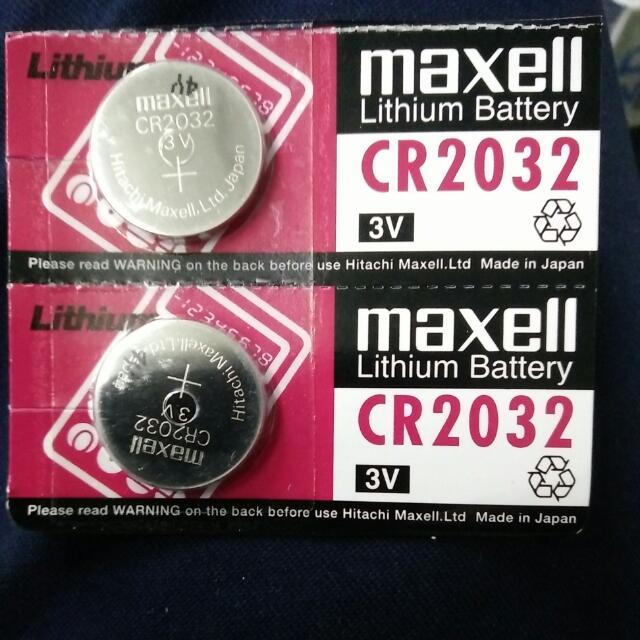 Lithium
maxell
CR2032
3V
+
Hitachi Maxell, Ltd. Japan
maxell
Lithium Battery
CR2032
3V
Please read WARNING on the back before use Hitachi Maxell.Ltd Made in Japan
Lithium
maxell
CR2032
3V
+
Hitachi Maxell, Ltd. Japan
maxell
Lithium Battery
CR2032
3V
Please read WARNING on the back before use Hitachi Maxell.Ltd Made in Japan